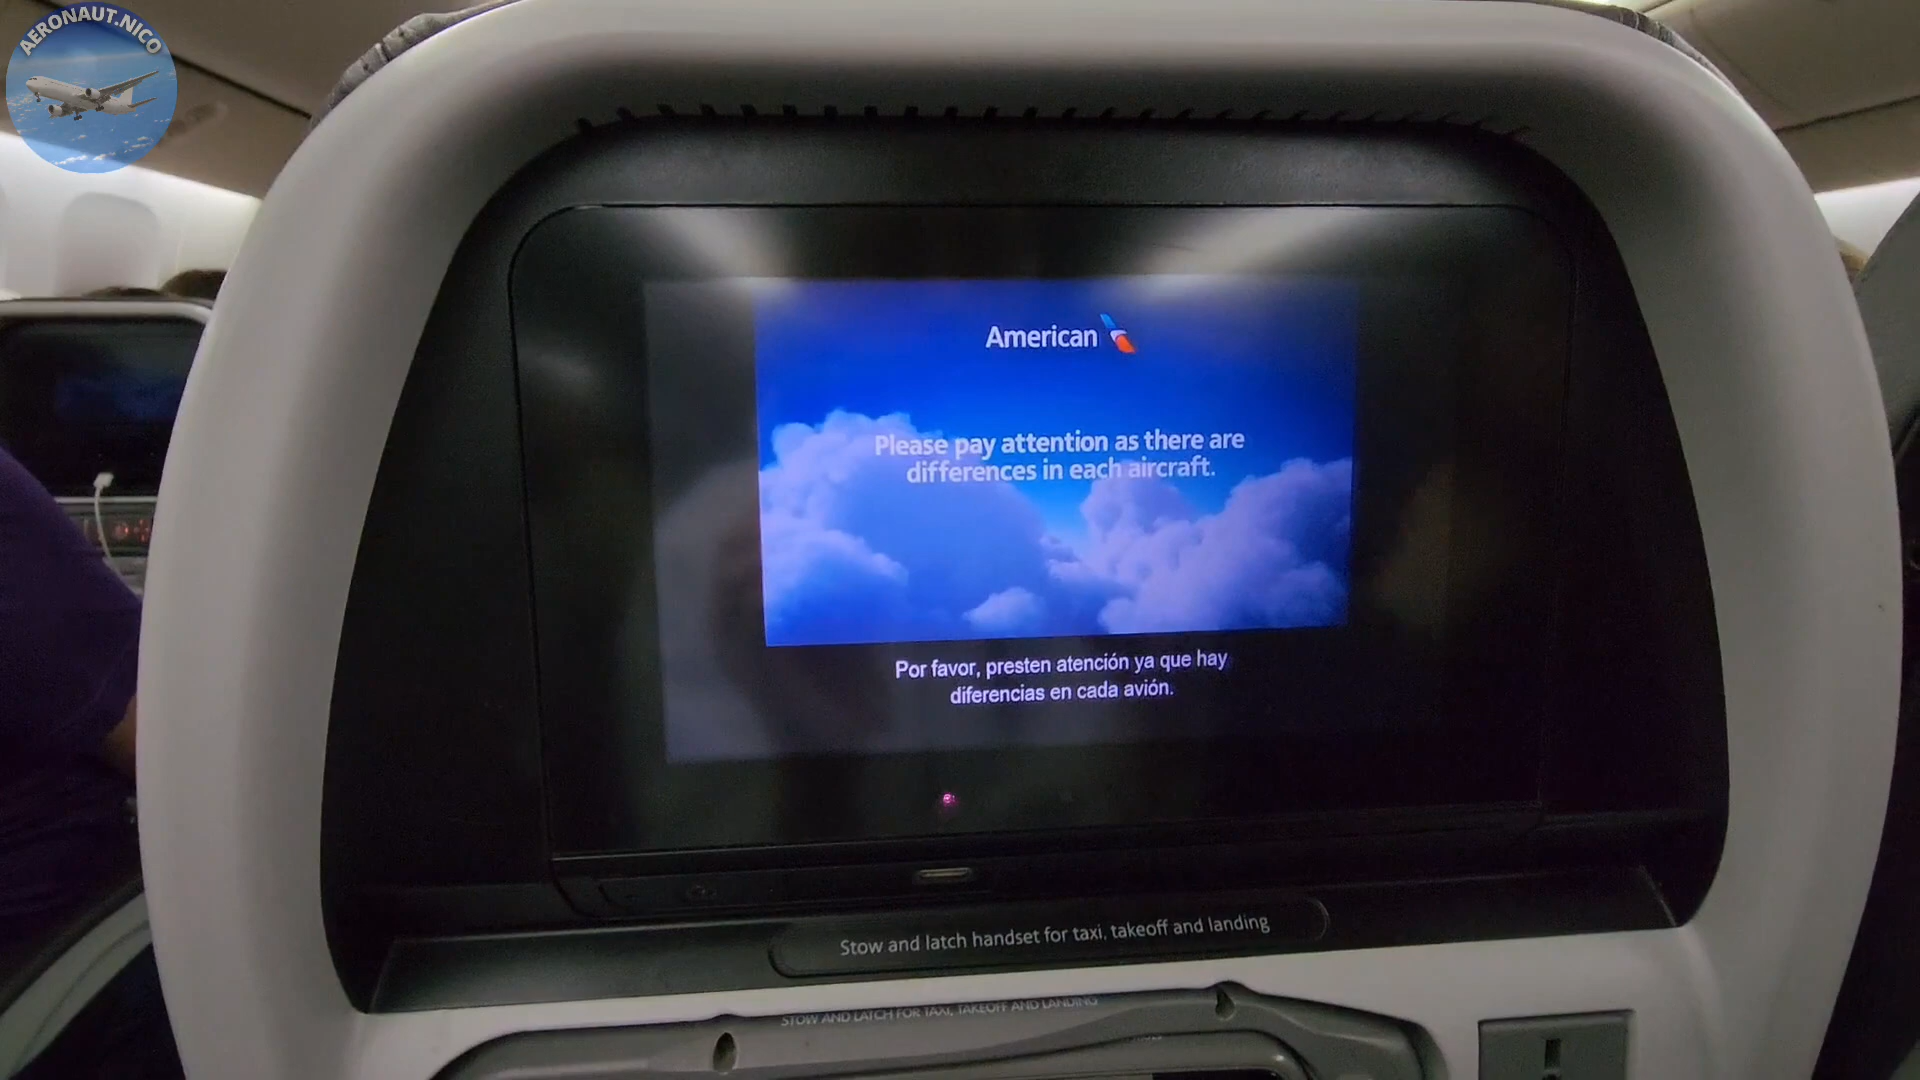 AERONAUT.NICO
American
Please pay attention as there are
differences in each aircraft.
Por favor, presten atención ya que hay
diferencias en cada avión.
Stow and latch handset for taxi, takeoff and landing
STOW AND LATCH FOR TAXI, TAKEOFF AND LANDING